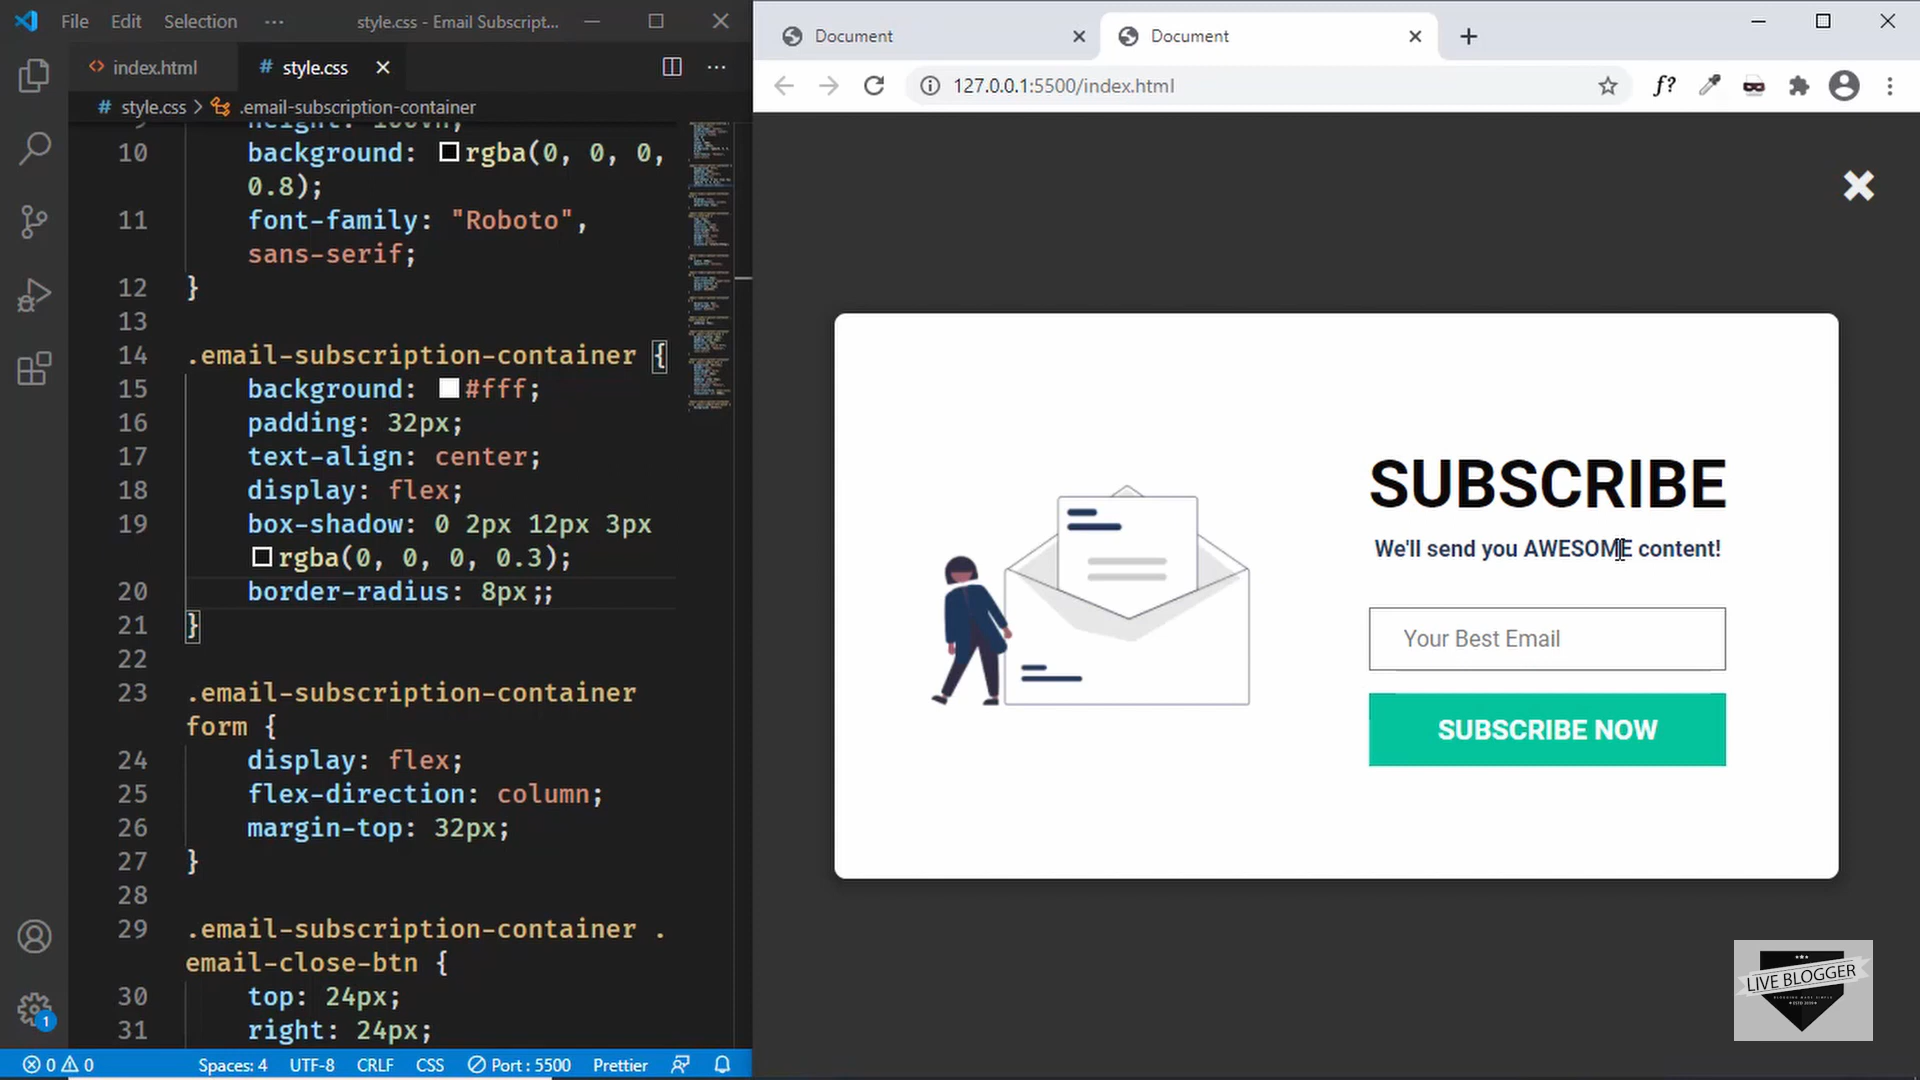 File Edit Selection ··· style.css - Email Subscript...
index.html
style.css
style.css > .email-subscription-container
9 height: 100vh;
10 background: rgba(0, 0, 0,
0.8);
11 font-family: "Roboto",
sans-serif;
12 }
13
14 .email-subscription-container {
15 background: #fff;
16 padding: 32px;
17 text-align: center;
18 display: flex;
19 box-shadow: 0 2px 12px 3px
rgba(0, 0, 0, 0.3);
20 border-radius: 8px;;
21 }
22
23 .email-subscription-container
form {
24 display: flex;
25 flex-direction: column;
26 margin-top: 32px;
27 }
28
29 .email-subscription-container .
email-close-btn {
30 top: 24px;
31 right: 24px;
1
0 0 Spaces: 4 UTF-8 CRLF CSS Port : 5500 Prettier
Document
Document
127.0.0.1:5500/index.html
f?
SUBSCRIBE
We'll send you AWESOME content!
Your Best Email
SUBSCRIBE NOW
LIVE BLOGGER